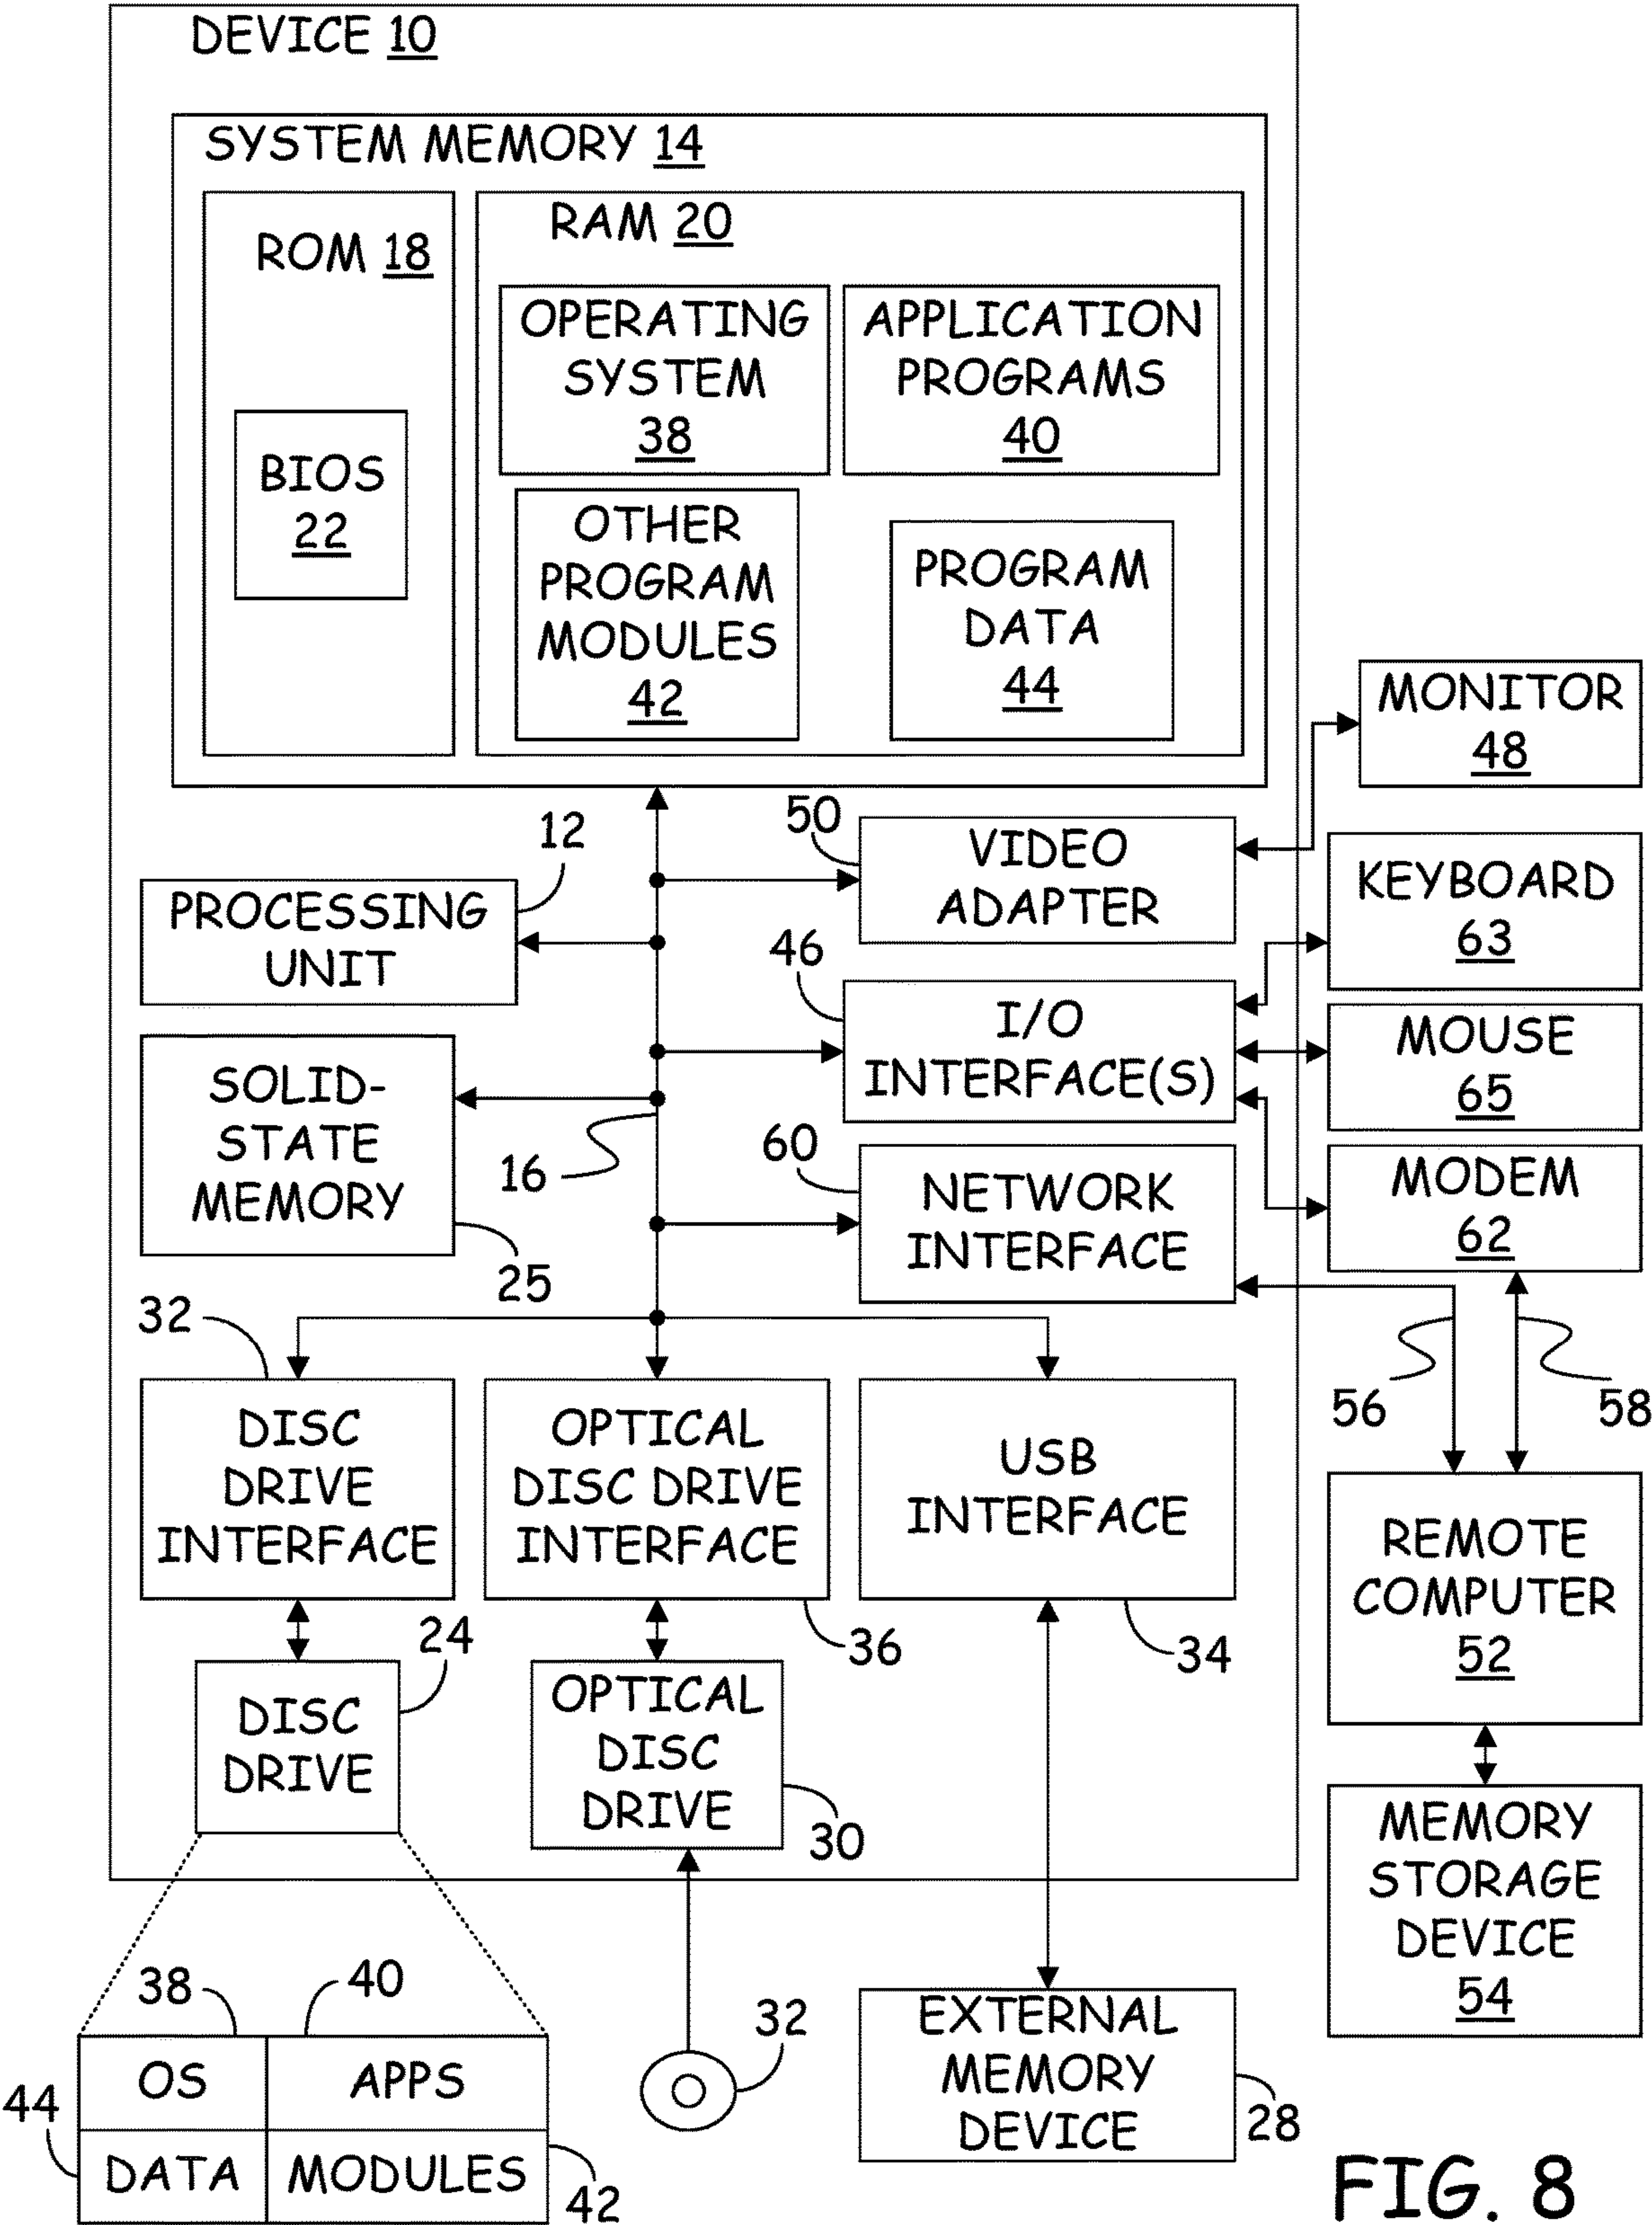 DEVICE 10
SYSTEM MEMORY 14
ROM 18
BIOS
22
RAM 20
OPERATING
SYSTEM
38
APPLICATION
PROGRAMS
40
OTHER
PROGRAM
MODULES
42
PROGRAM
DATA
44
MONITOR
48
12
PROCESSING
UNIT
50
VIDEO
ADAPTER
KEYBOARD
63
46
I/O
INTERFACE(S)
MOUSE
65
SOLID-
STATE
MEMORY
25
16
60
NETWORK
INTERFACE
MODEM
62
56
58
32
DISC
DRIVE
INTERFACE
OPTICAL
DISC DRIVE
INTERFACE
36
USB
INTERFACE
34
REMOTE
COMPUTER
52
24
DISC
DRIVE
OPTICAL
DISC
DRIVE
30
MEMORY
STORAGE
DEVICE
54
38
40
OS
APPS
44
DATA
MODULES
42
32
EXTERNAL
MEMORY
DEVICE
28
FIG. 8